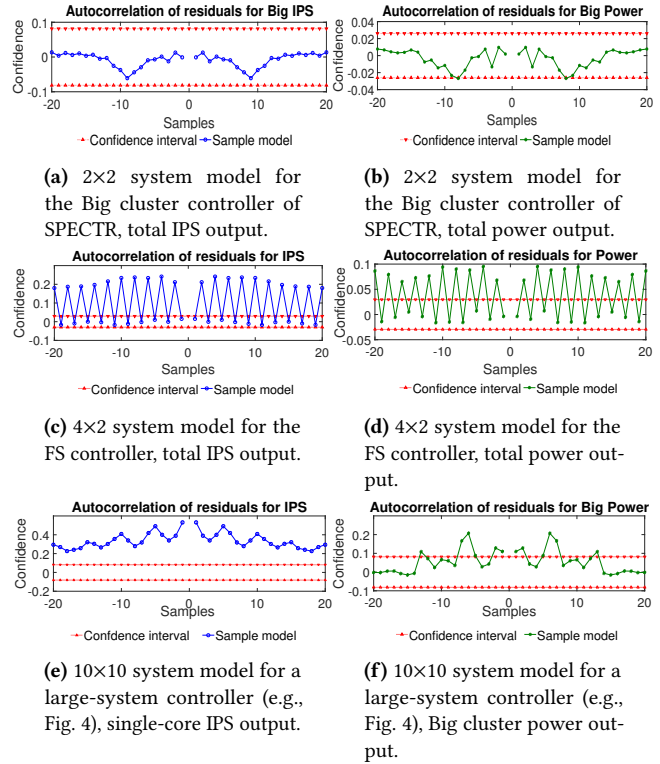 Autocorrelation of residuals for Big IPS
0.1
0
-0.1
Confidence
-20 -10 0 10 20
Samples
Confidence interval Sample model
(a) 2×2 system model for
the Big cluster controller of
SPECTR, total IPS output.
Autocorrelation of residuals for Big Power
0.04
0.02
0
-0.02
-0.04
Confidence
-20 -10 0 10 20
Samples
Confidence interval Sample model
(b) 2×2 system model for
the Big cluster controller of
SPECTR, total power output.
Autocorrelation of residuals for IPS
0.2
0.1
0
-0.1
Confidence
-20 -10 0 10 20
Samples
Confidence interval Sample model
(c) 4×2 system model for the
FS controller, total IPS output.
Autocorrelation of residuals for Power
0.1
0.05
0
-0.05
Confidence
-20 -10 0 10 20
Samples
Confidence interval Sample model
(d) 4×2 system model for the
FS controller, total power out-
put.
Autocorrelation of residuals for IPS
0.4
0.2
0
-0.2
Confidence
-20 -10 0 10 20
Samples
Confidence interval Sample model
(e) 10×10 system model for a
large-system controller (e.g.,
Fig. 4), single-core IPS output.
Autocorrelation of residuals for Big Power
0.2
0.1
0
-0.1
Confidence
-20 -10 0 10 20
Samples
Confidence interval Sample model
(f) 10×10 system model for a
large-system controller (e.g.,
Fig. 4), Big cluster power out-
put.